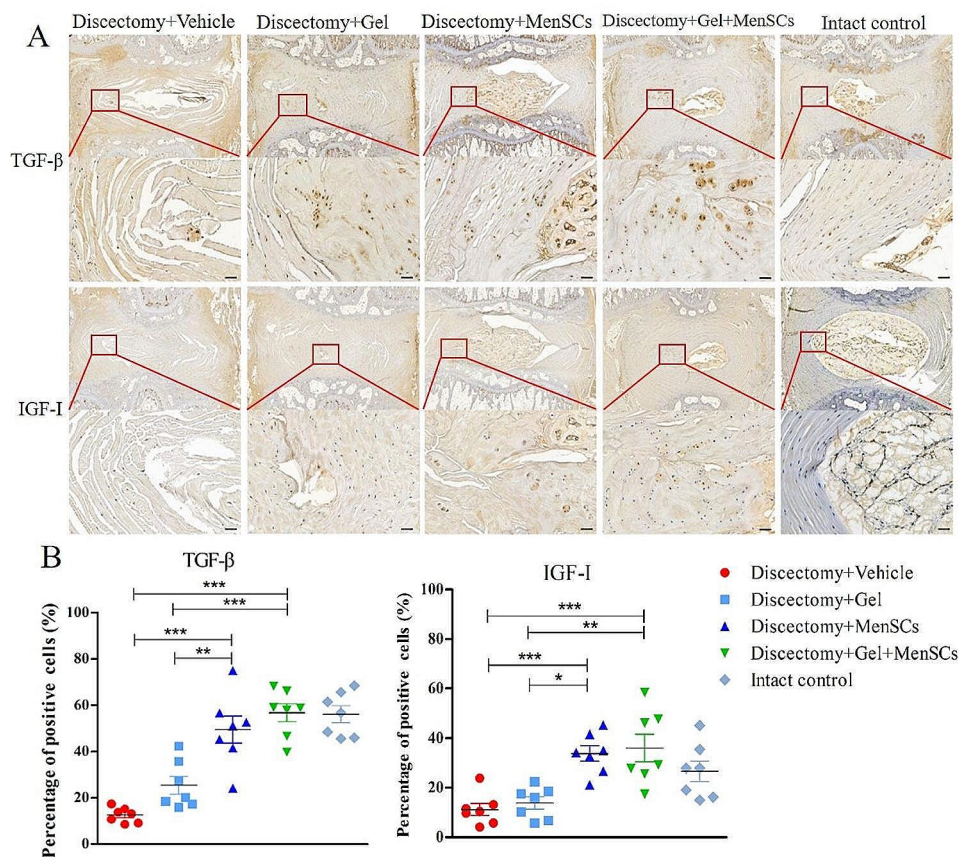 A
Discectomy+Vehicle Discectomy+Gel Discectomy+MenSCs Discectomy+Gel+MenSCs Intact control
TGF-β
IGF-I
B
TGF-β
Percentage of positive cells (%)
100
80
60
40
20
0
***
***
***
**
IGF-I
Percentage of positive cells (%)
100
80
60
40
20
0
***
**
***
*
Discectomy+Vehicle
Discectomy+Gel
Discectomy+MenSCs
Discectomy+Gel+MenSCs
Intact control